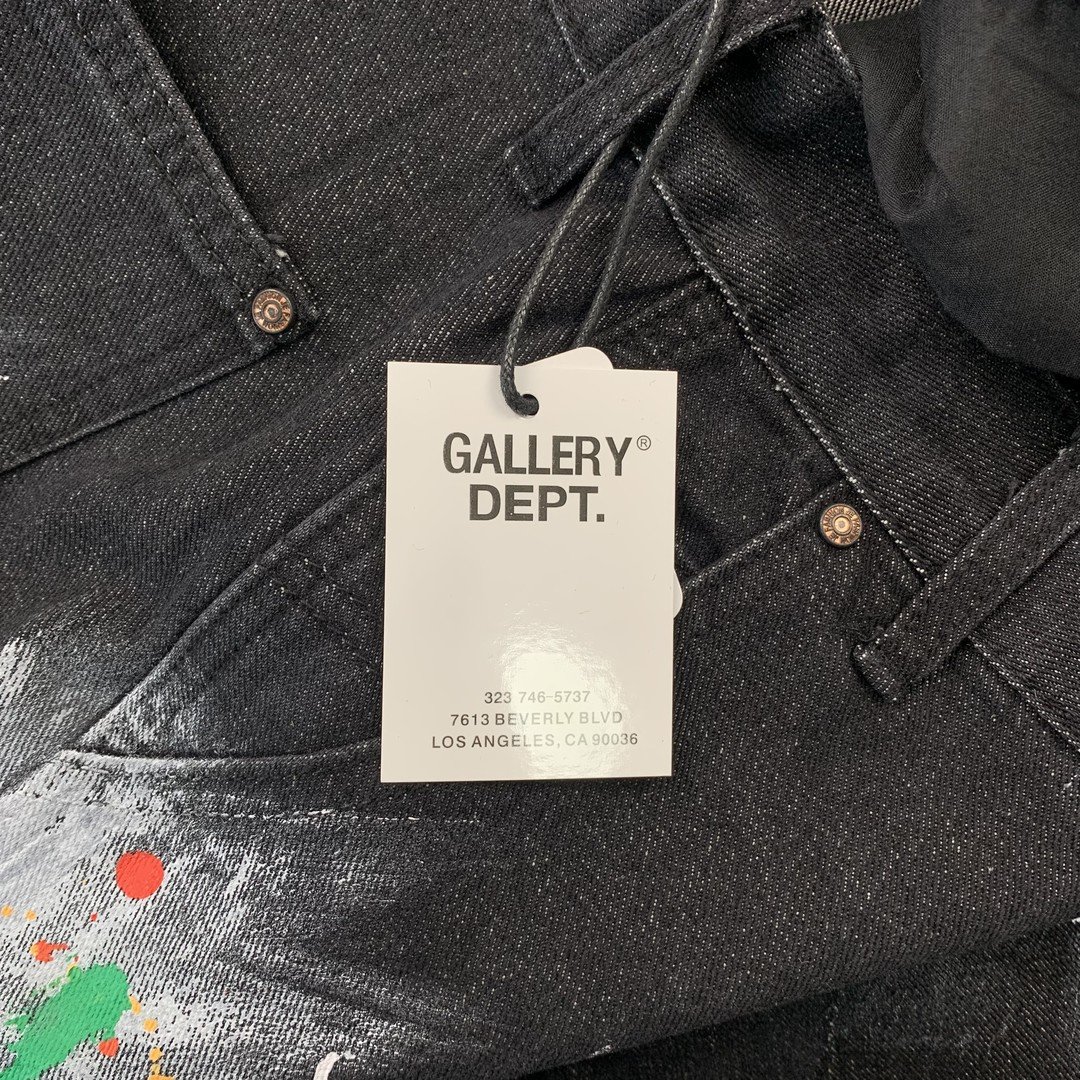 GALLERY®
DEPT.
323 746-5737
7613 BEVERLY BLVD
LOS ANGELES, CA 90036